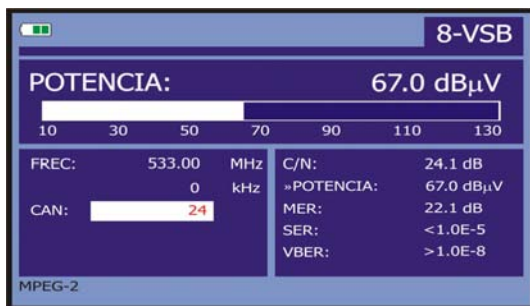 8-VSB
POTENCIA: 67.0 dBµV
10 30 50 70 90 110 130
FREC: 533.00 MHz
0 kHz
CAN: 24
C/N: 24.1 dB
»POTENCIA: 67.0 dBµV
MER: 22.1 dB
SER: <1.0E-5
VBER: >1.0E-8
MPEG-2